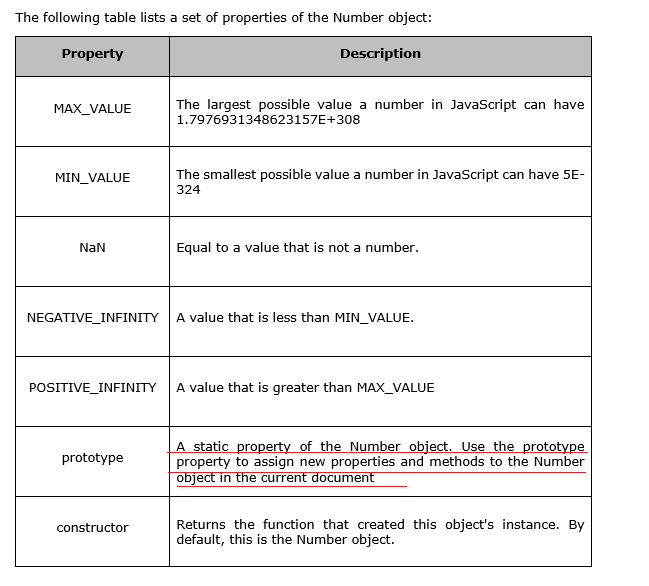 The following table lists a set of properties of the Number object:
Property Description
MAX_VALUE The largest possible value a number in JavaScript can have
1.7976931348623157E+308
MIN_VALUE The smallest possible value a number in JavaScript can have 5E-
324
NaN Equal to a value that is not a number.
NEGATIVE_INFINITY A value that is less than MIN_VALUE.
POSITIVE_INFINITY A value that is greater than MAX_VALUE
prototype A static property of the Number object. Use the prototype
property to assign new properties and methods to the Number
object in the current document
constructor Returns the function that created this object's instance. By
default, this is the Number object.